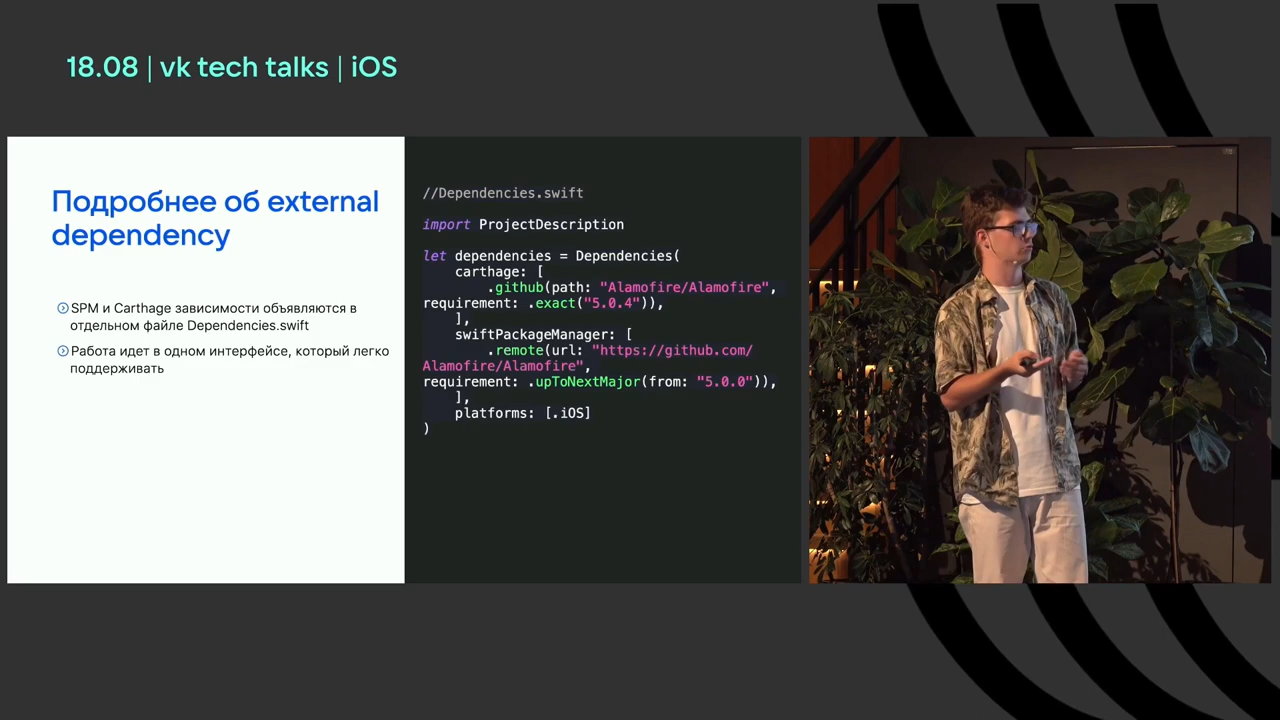 18.08 | vk tech talks | iOS
Подробнее об external
dependency
SPM и Carthage зависимости объявляются в
отдельном файле Dependencies.swift
Работа идет в одном интерфейсе, который легко
поддерживать
//Dependencies.swift
import ProjectDescription
let dependencies = Dependencies(
    carthage: [
        .github(path: "Alamofire/Alamofire",
requirement: .exact("5.0.4")),
    ],
    swiftPackageManager: [
        .remote(url: "https://github.com/
Alamofire/Alamofire",
requirement: .upToNextMajor(from: "5.0.0")),
    ],
    platforms: [.iOS]
)